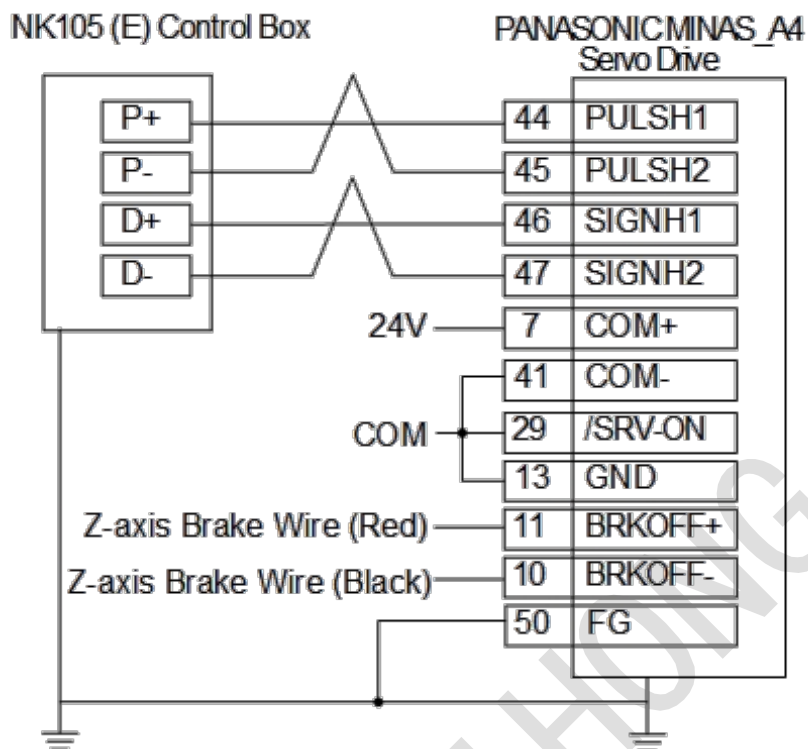 NK105 (E) Control Box
PANASONIC MINAS_A4
Servo Drive
P+
44 PULSH1
P-
45 PULSH2
D+
46 SIGNH1
D-
47 SIGNH2
24V
7 COM+
41 COM-
COM
29 /SRV-ON
13 GND
Z-axis Brake Wire (Red)
11 BRKOFF+
Z-axis Brake Wire (Black)
10 BRKOFF-
50 FG
HONG